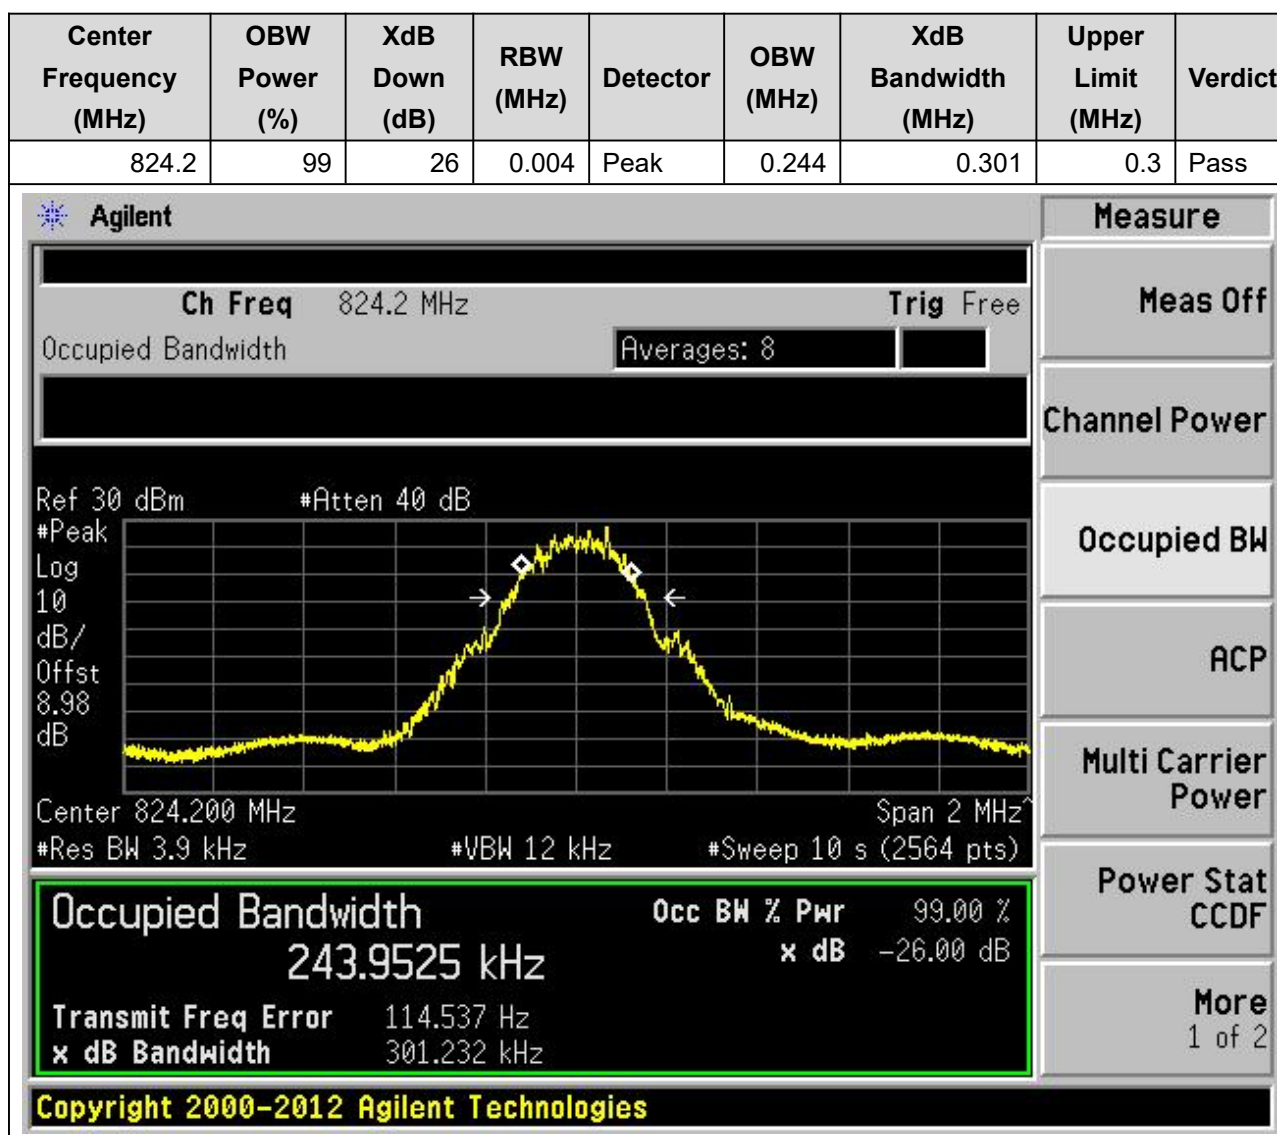 Center Frequency (MHz) OBW Power (%) XdB Down (dB) RBW (MHz) Detector OBW (MHz) XdB Bandwidth (MHz) Upper Limit (MHz) Verdict
824.2 99 26 0.004 Peak 0.244 0.301 0.3 Pass
Agilent
Ch Freq 824.2 MHz Trig Free
Occupied Bandwidth Averages: 8
Ref 30 dBm #Atten 40 dB
#Peak
Log
10
dB/
Offst
8.98
dB
Center 824.200 MHz Span 2 MHz^
#Res BW 3.9 kHz #VBW 12 kHz #Sweep 10 s (2564 pts)
Occupied Bandwidth Occ BW % Pwr 99.00 %
243.9525 kHz x dB -26.00 dB
Transmit Freq Error 114.537 Hz
x dB Bandwidth 301.232 kHz
Copyright 2000-2012 Agilent Technologies
Measure
Meas Off
Channel Power
Occupied BW
ACP
Multi Carrier
Power
Power Stat
CCDF
More
1 of 2